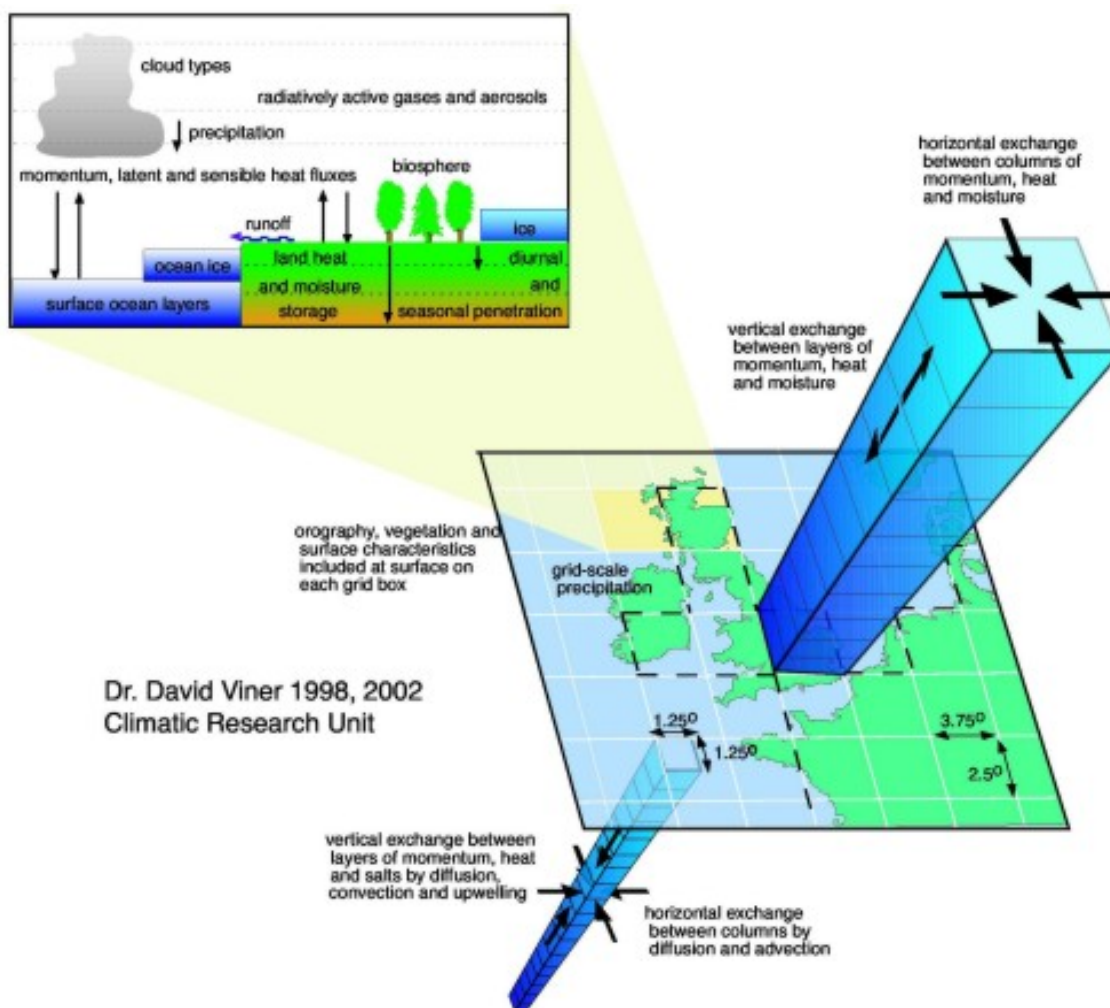 cloud types
radiatively active gases and aerosols
precipitation
momentum, latent and sensible heat fluxes
biosphere
runoff
ice
ocean ice
land heat
diurnal
and moisture
and
surface ocean layers
storage
seasonal penetration
horizontal exchange
between columns of
momentum, heat
and moisture
vertical exchange
between layers of
momentum, heat
and moisture
orography, vegetation and
surface characteristics
included at surface on
each grid box
grid-scale
precipitation
Dr. David Viner 1998, 2002
Climatic Research Unit
1.25º
1.25º
3.75º
2.5º
vertical exchange between
layers of momentum, heat
and salts by diffusion,
convection and upwelling
horizontal exchange
between columns by
diffusion and advection